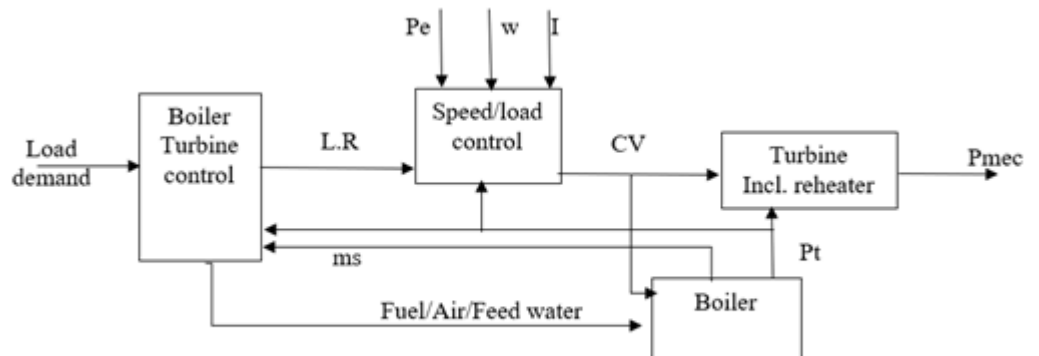 Pe
w
I
Boiler
Turbine
control
Speed/load
control
Load
demand
L.R
CV
Turbine
Incl. reheater
Pmec
ms
Pt
Fuel/Air/Feed water
Boiler